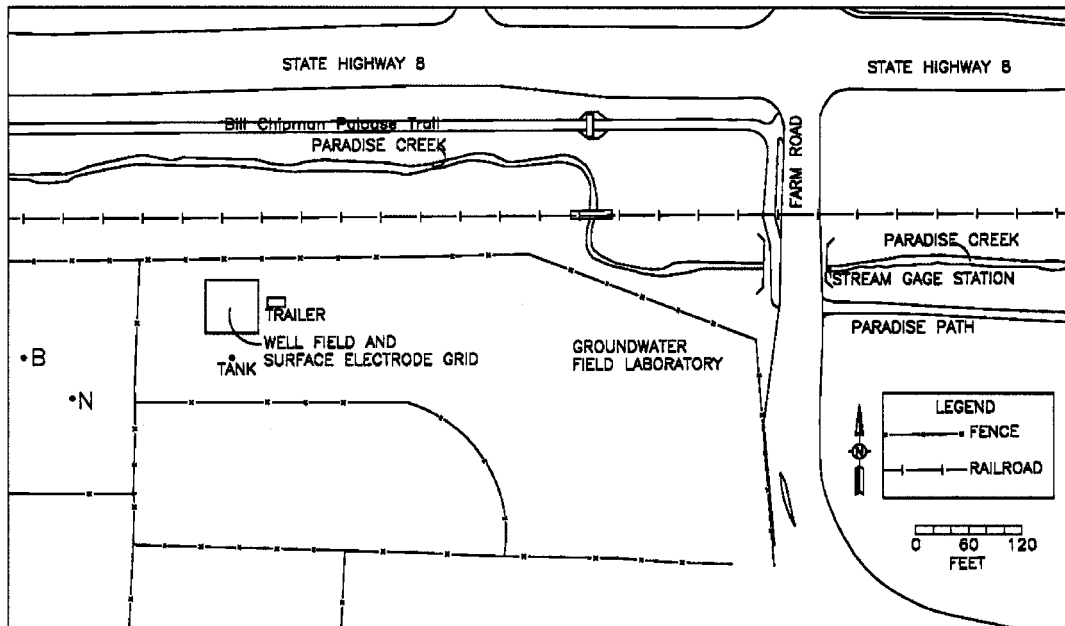 STATE HIGHWAY 8
STATE HIGHWAY 8
Bill Chipman Palouse Trail
PARADISE CREEK
FARM ROAD
PARADISE CREEK
STREAM GAGE STATION
TRAILER
PARADISE PATH
WELL FIELD AND
SURFACE ELECTRODE GRID
GROUNDWATER
FIELD LABORATORY
B
TANK
N
LEGEND
FENCE
N
RAILROAD
0 60 120
FEET